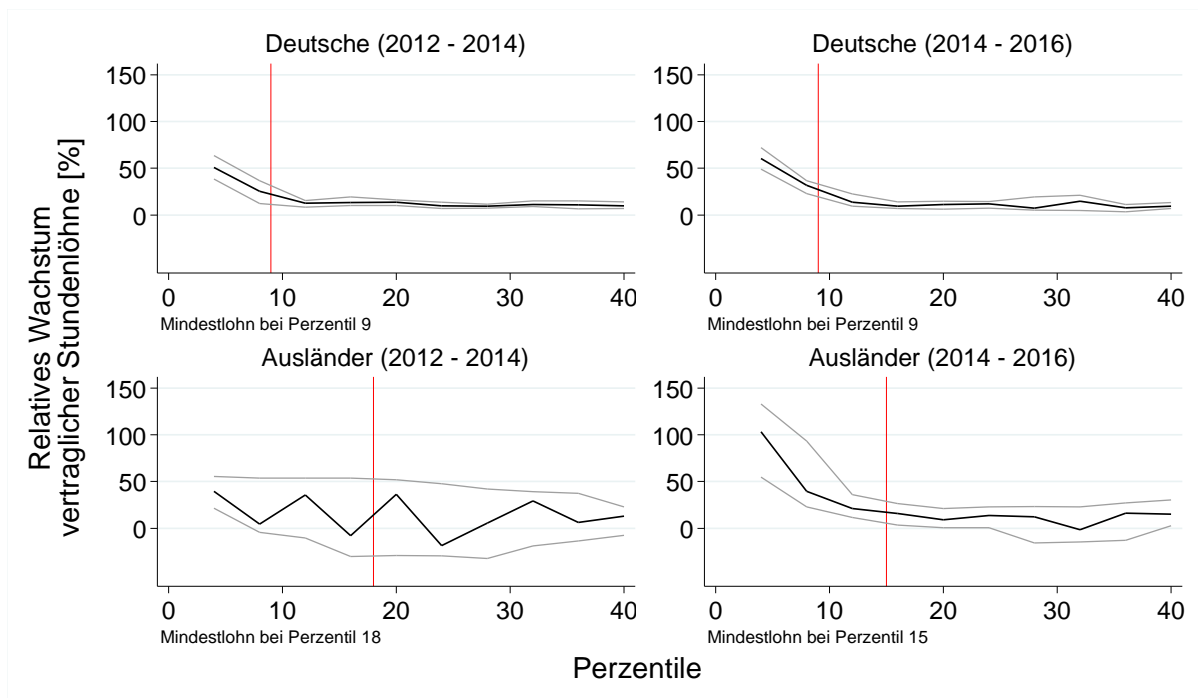 Deutsche (2012 - 2014)
150
100
50
0
0 10 20 30 40
Mindestlohn bei Perzentil 9
Deutsche (2014 - 2016)
150
100
50
0
0 10 20 30 40
Mindestlohn bei Perzentil 9
Relatives Wachstum
vertraglicher Stundenlöhne [%]
Ausländer (2012 - 2014)
150
100
50
0
0 10 20 30 40
Mindestlohn bei Perzentil 18
Ausländer (2014 - 2016)
150
100
50
0
0 10 20 30 40
Mindestlohn bei Perzentil 15
Perzentile